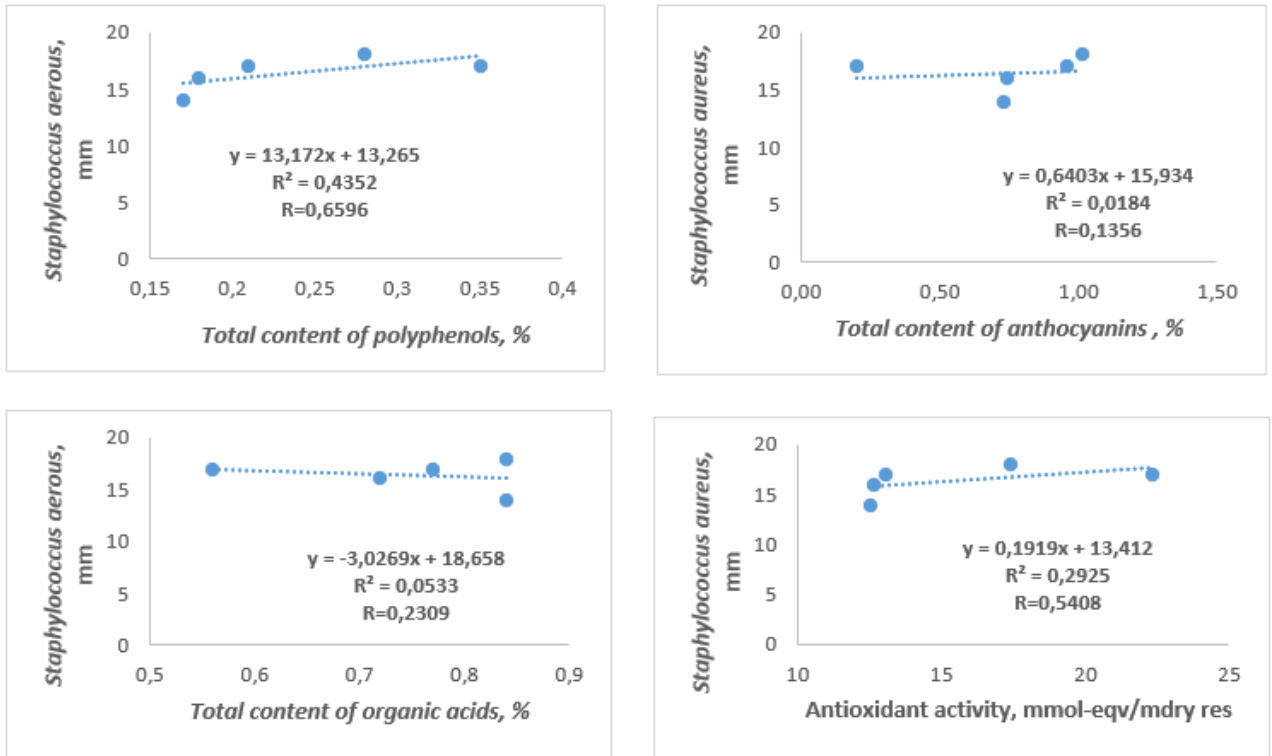 Staphylococcus aerous,
mm
20
15
10
5
0
y = 13,172x + 13,265
R² = 0,4352
R=0,6596
0,15 0,2 0,25 0,3 0,35 0,4
Total content of polyphenols, %
Staphylococcus aureus,
mm
20
15
10
5
0
y = 0,6403x + 15,934
R² = 0,0184
R=0,1356
0,00 0,50 1,00 1,50
Total content of anthocyanins , %
Staphylococcus aerous,
mm
20
15
10
5
0
y = -3,0269x + 18,658
R² = 0,0533
R=0,2309
0,5 0,6 0,7 0,8 0,9
Total content of organic acids, %
Staphylococcus aureus,
mm
20
15
10
5
0
y = 0,1919x + 13,412
R² = 0,2925
R=0,5408
10 15 20 25
Antioxidant activity, mmol-eqv/mdry res